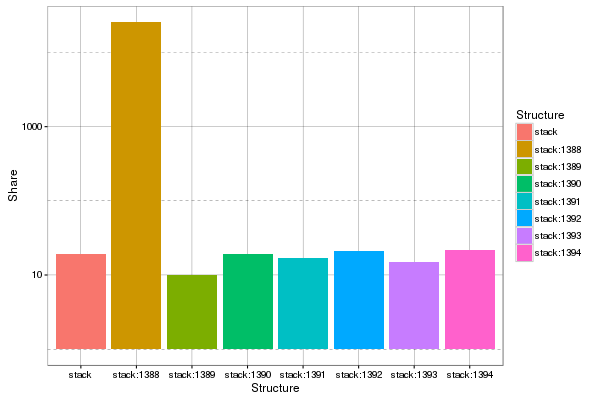 1000
10
Share
stack stack:1388 stack:1389 stack:1390 stack:1391 stack:1392 stack:1393 stack:1394
Structure
Structure
stack
stack:1388
stack:1389
stack:1390
stack:1391
stack:1392
stack:1393
stack:1394